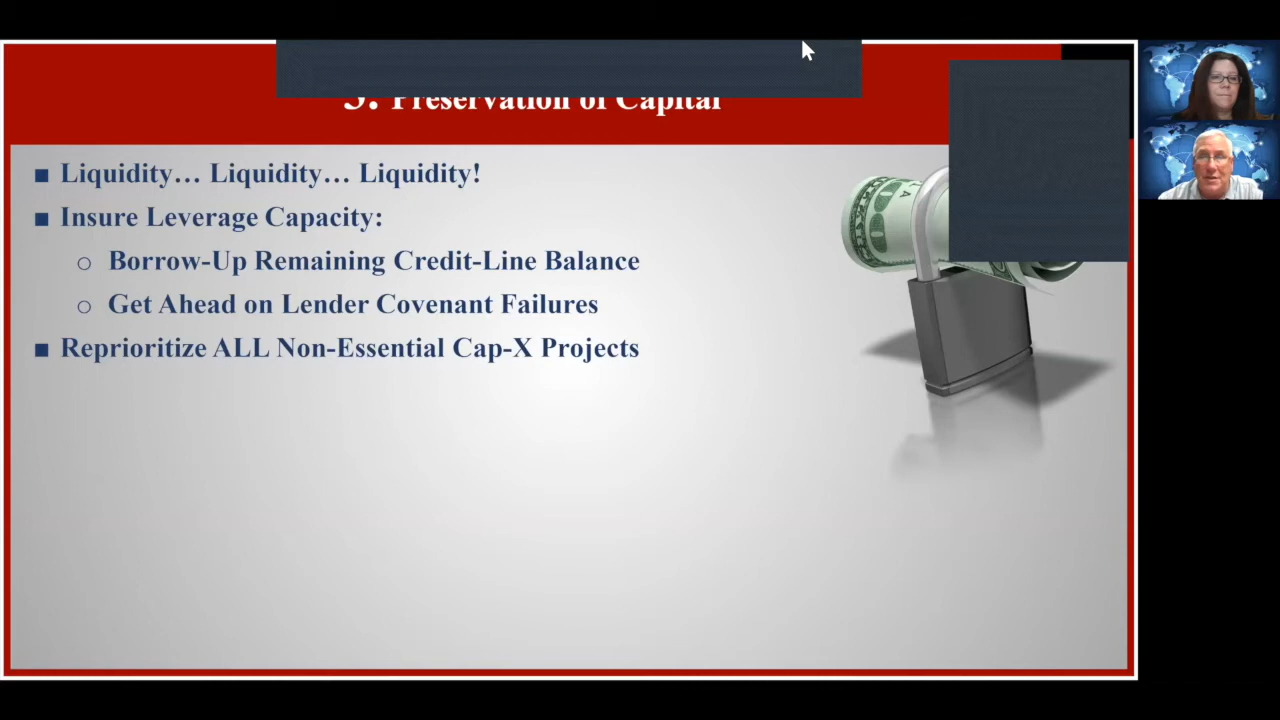 Preservation of Capital
■ Liquidity… Liquidity… Liquidity!
■ Insure Leverage Capacity:
o Borrow-Up Remaining Credit-Line Balance
o Get Ahead on Lender Covenant Failures
■ Reprioritize ALL Non-Essential Cap-X Projects